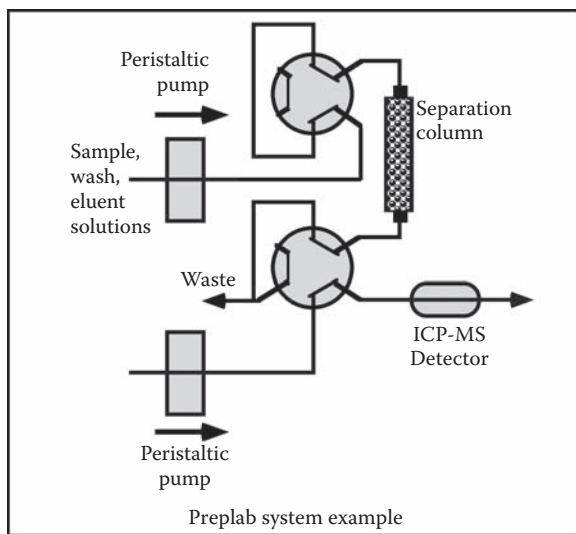 Peristaltic
pump
Sample,
wash,
eluent
solutions
Separation
column
Waste
ICP-MS
Detector
Peristaltic
pump
Preplab system example